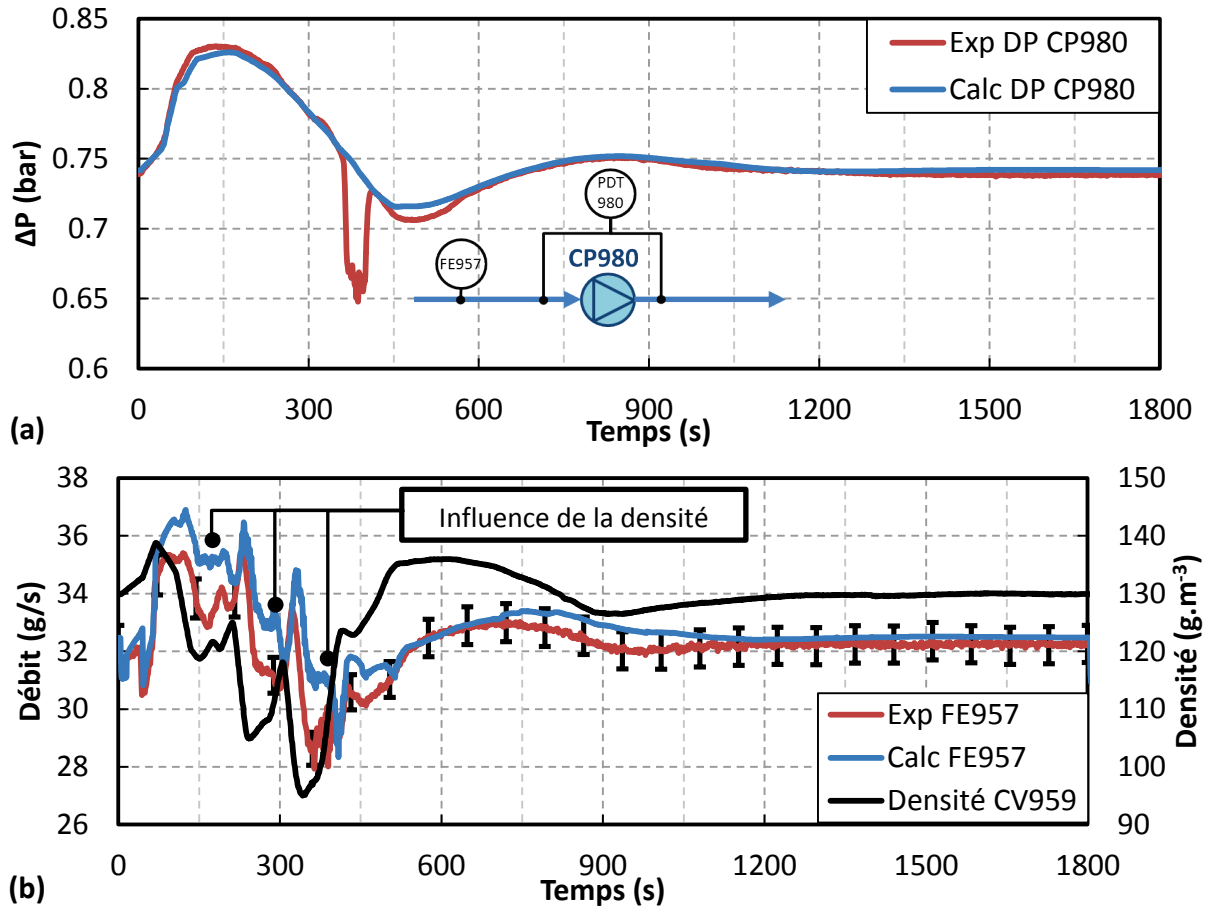 0.85
0.8
0.75
0.7
0.65
0.6
ΔP (bar)
Exp DP CP980
Calc DP CP980
PDT
980
FE957
CP980
0 300 600 900 1200 1500 1800
Temps (s)
(a)
38
36
34
32
30
28
26
Débit (g/s)
150
140
130
120
110
100
90
Densité (g.m⁻³)
Influence de la densité
Exp FE957
Calc FE957
Densité CV959
0 300 600 900 1200 1500 1800
Temps (s)
(b)